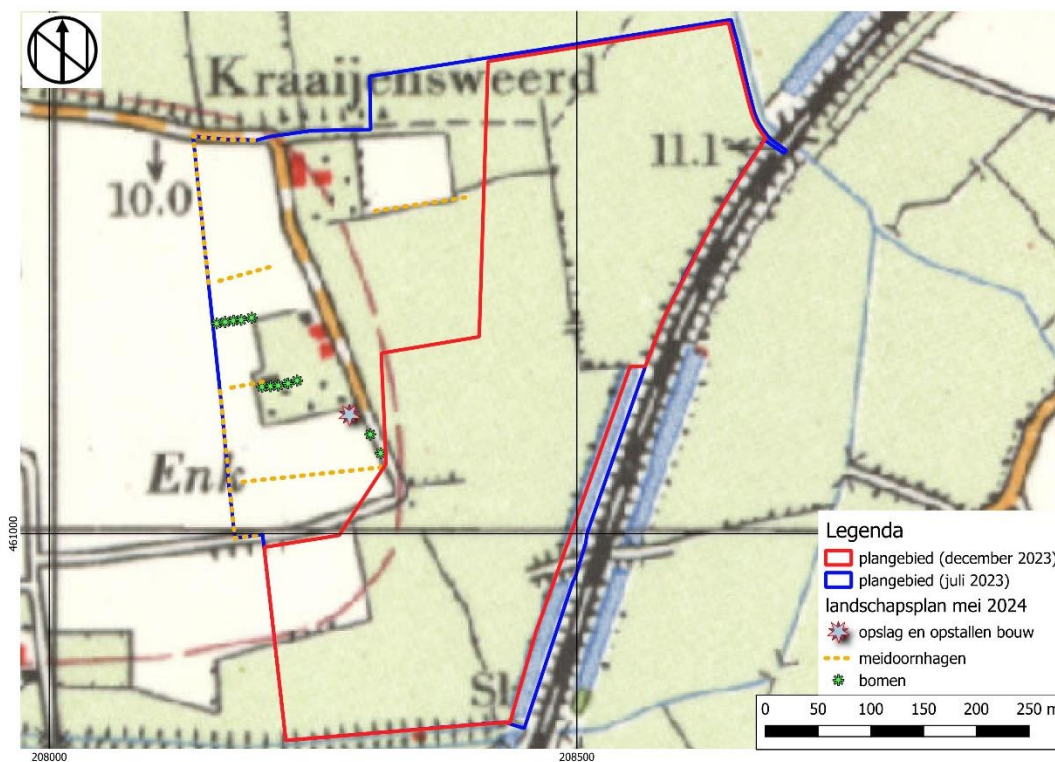 Kraaijensweerd
11.1
10.0
Enk
461000
Sl
Legenda
plangebied (december 2023)
plangebied (juli 2023)
landschapsplan mei 2024
opslag en opstallen bouw
meidoornhagen
bomen
0 50 100 150 200 250 m
208000 208500